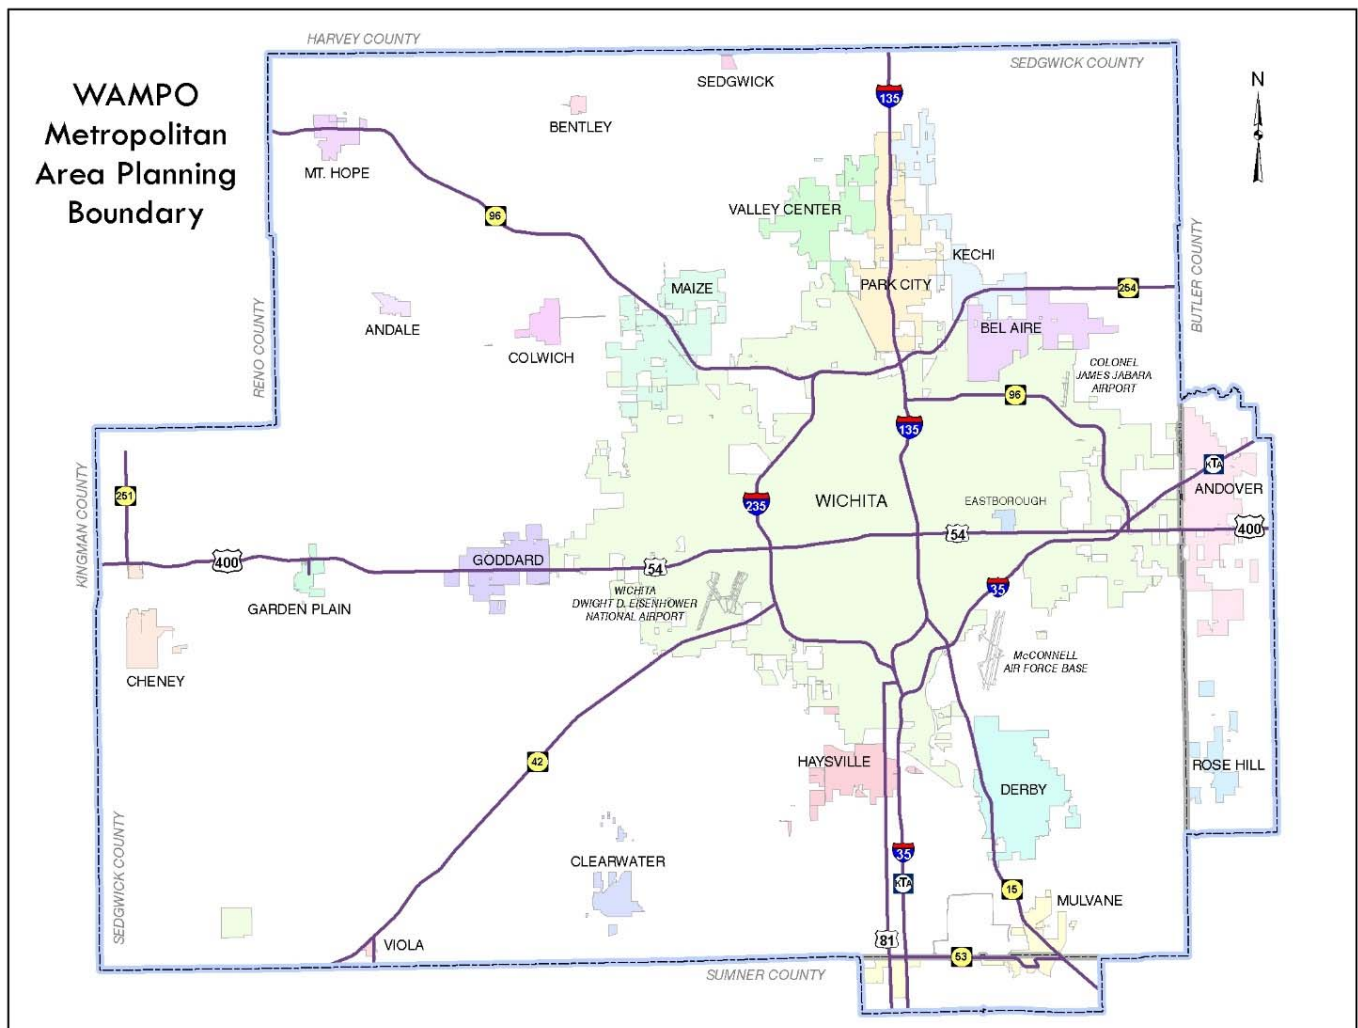 HARVEY COUNTY
SEDGWICK COUNTY
WAMPO
Metropolitan
Area Planning
Boundary
N
SEDGWICK
135
BENTLEY
MT. HOPE
96
VALLEY CENTER
BUTLER COUNTY
KECHI
MAIZE
PARK CITY
254
RENO COUNTY
ANDALE
COLWICH
BEL AIRE
COLONEL
JAMES JABARA
AIRPORT
96
135
KINGMAN COUNTY
251
235
WICHITA
EASTBOROUGH
KTA
ANDOVER
400
54
400
GODDARD
54
GARDEN PLAIN
WICHITA
DWIGHT D. EISENHOWER
NATIONAL AIRPORT
35
McCONNELL
AIR FORCE BASE
CHENEY
42
HAYSVILLE
DERBY
ROSE HILL
SEDGWICK COUNTY
CLEARWATER
35
KTA
15
MULVANE
VIOLA
81
53
SUMNER COUNTY